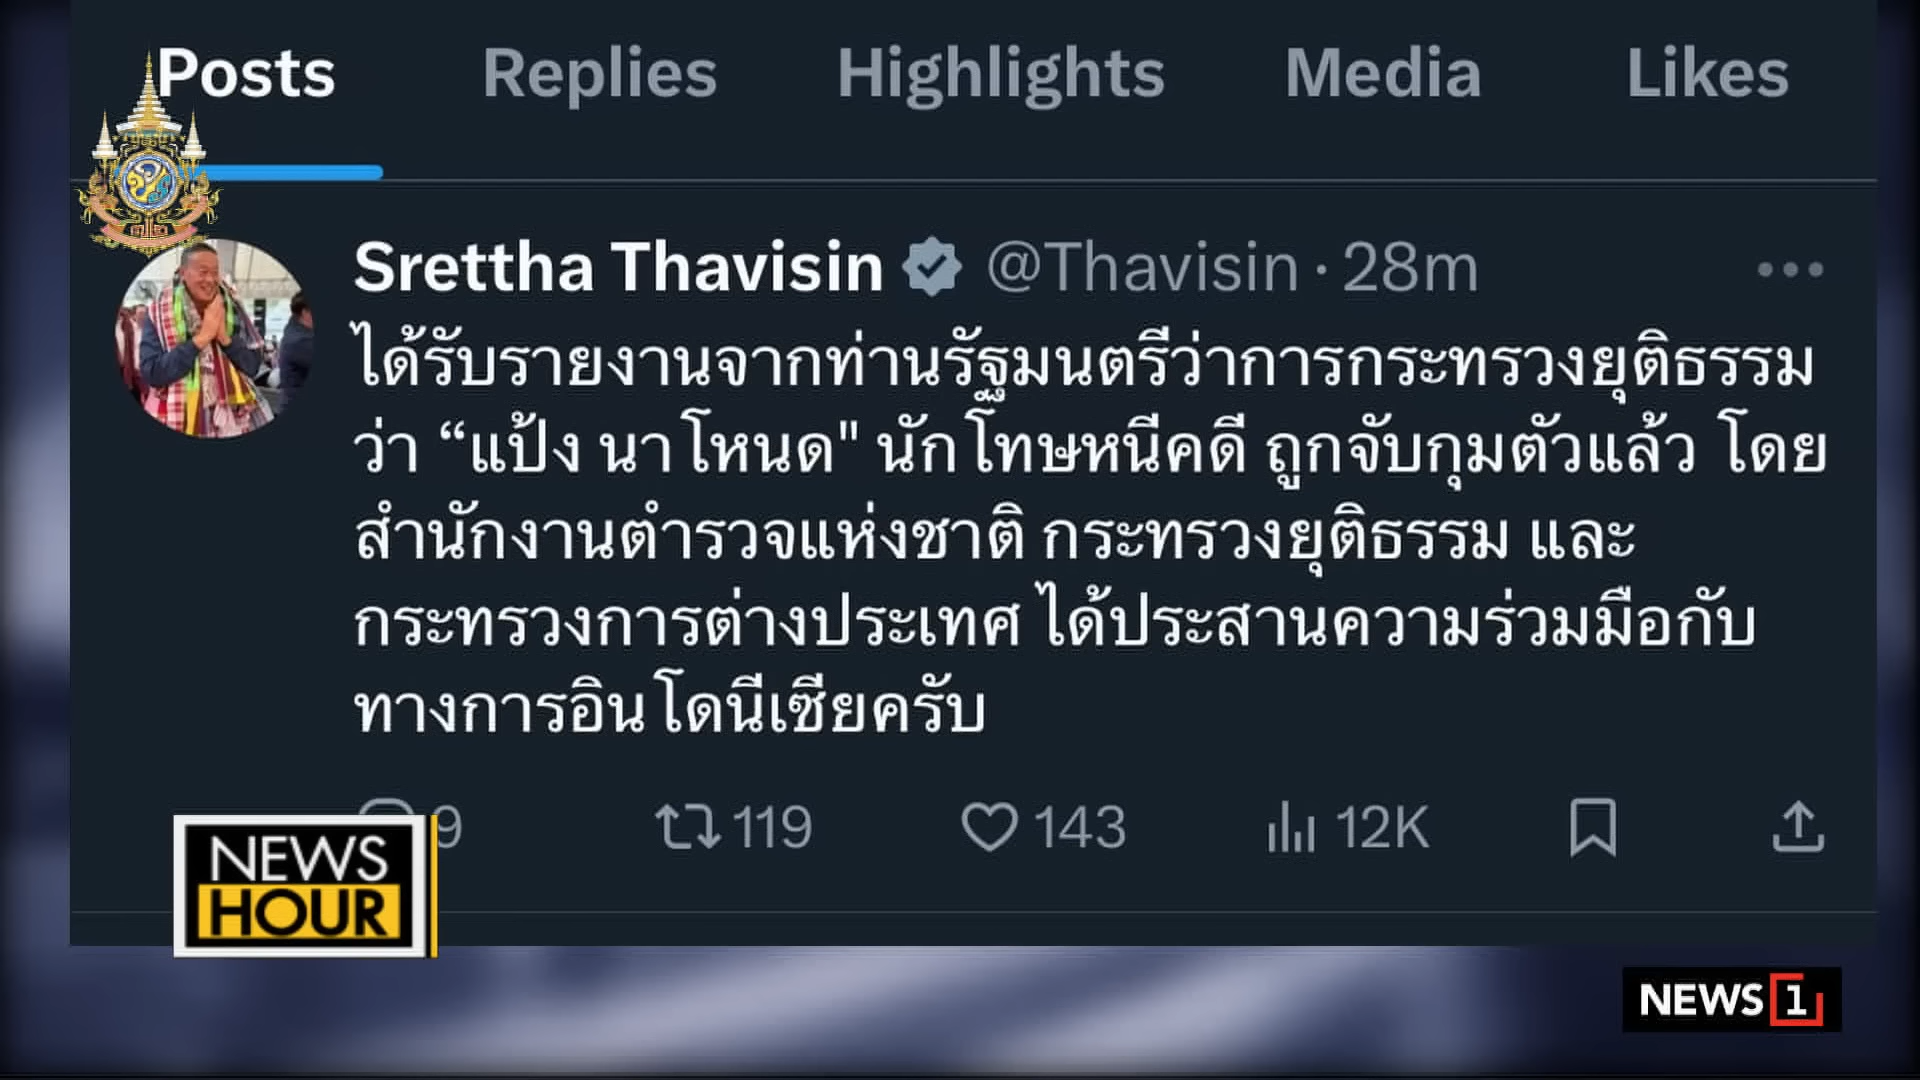 Posts Replies Highlights Media Likes
Srettha Thavisin @Thavisin · 28m
ได้รับรายงานจากท่านรัฐมนตรีว่าการกระทรวงยุติธรรม
ว่า “แป้ง นาโหนด" นักโทษหนีคดี ถูกจับกุมตัวแล้ว โดย
สำนักงานตำรวจแห่งชาติ กระทรวงยุติธรรม และ
กระทรวงการต่างประเทศ ได้ประสานความร่วมมือกับ
ทางการอินโดนีเซียครับ
9 119 143 12K
NEWS
HOUR
NEWS 1